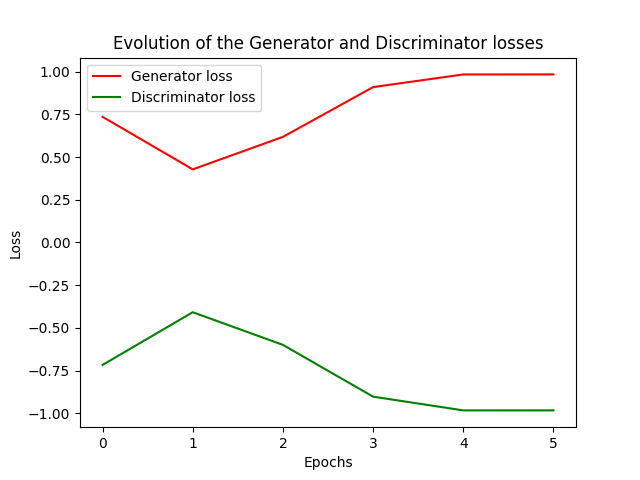 Evolution of the Generator and Discriminator losses
Generator loss
Discriminator loss
1.00
0.75
0.50
0.25
0.00
−0.25
−0.50
−0.75
−1.00
Loss
0 1 2 3 4 5
Epochs